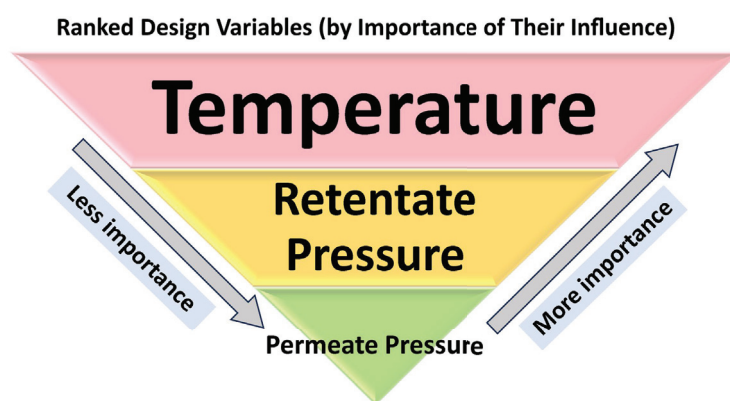 Ranked Design Variables (by Importance of Their Influence)
Temperature
Retentate
Pressure
Less importance
More importance
Permeate Pressure